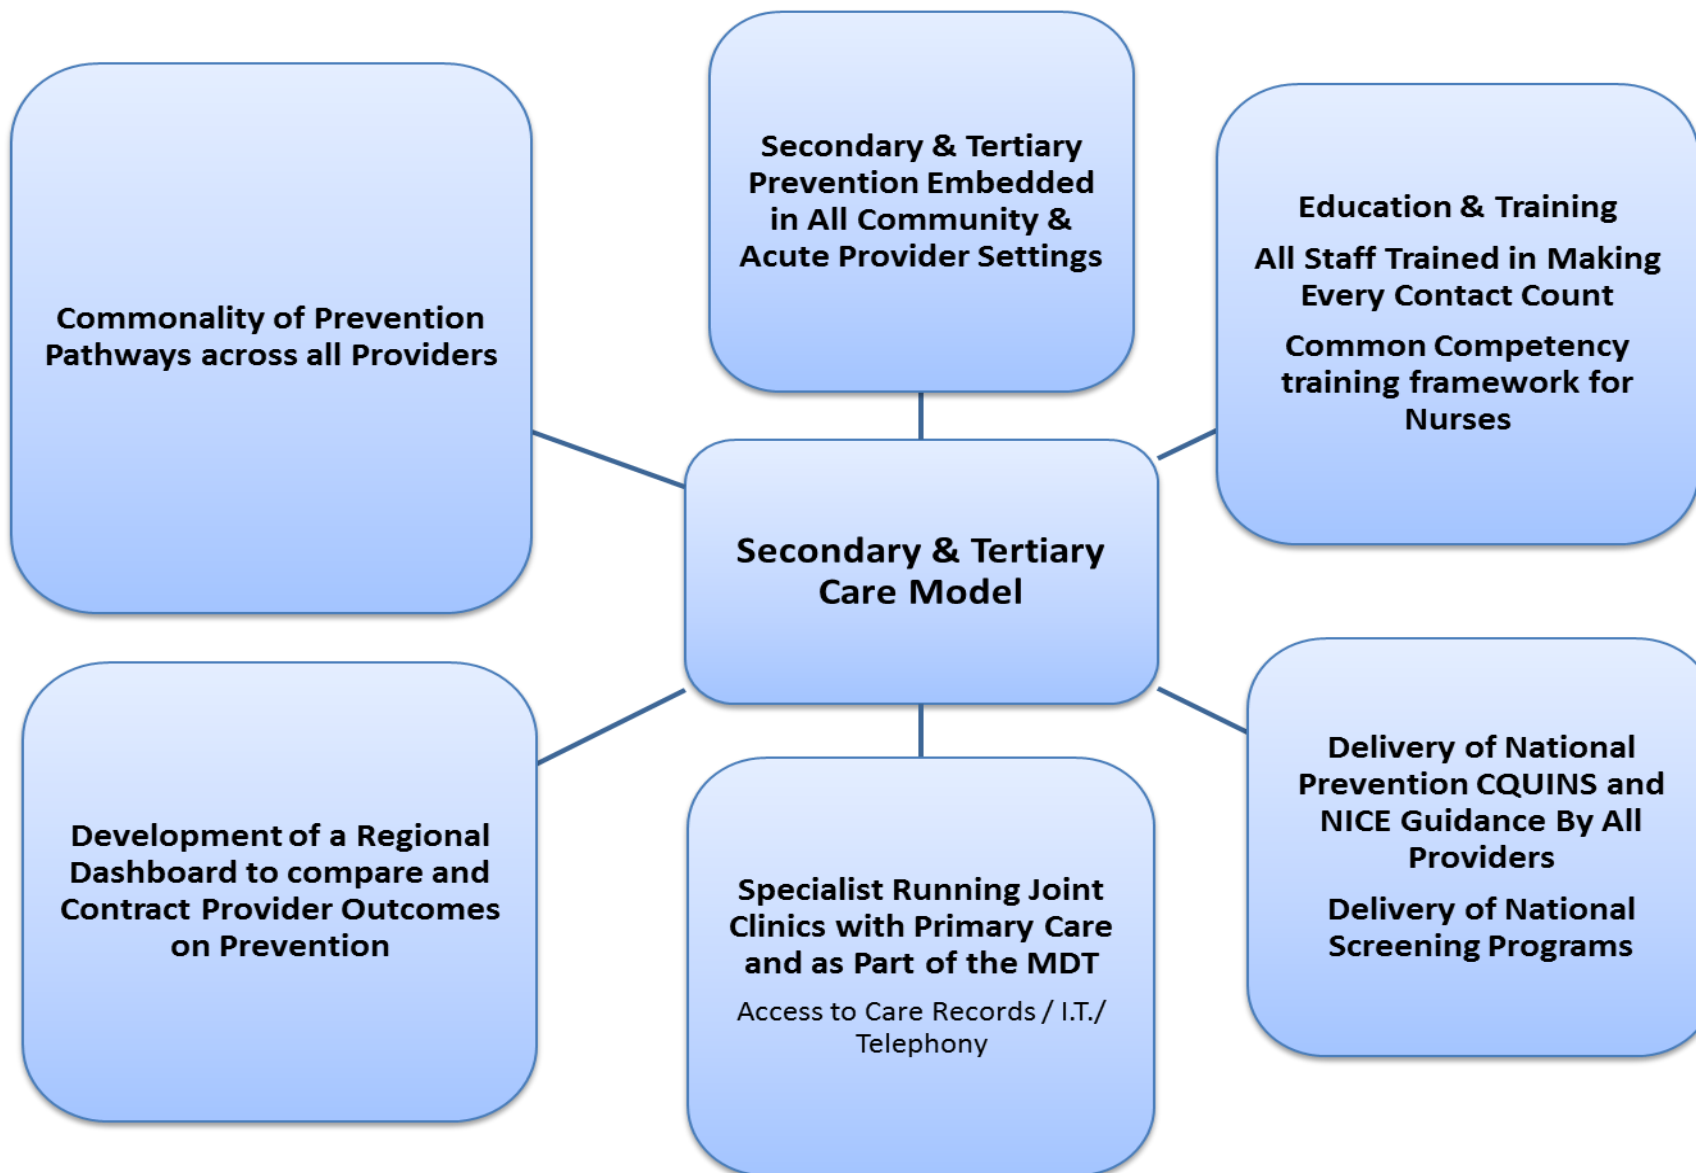 Secondary & Tertiary
Prevention Embedded
in All Community &
Acute Provider Settings
Education & Training
All Staff Trained in Making
Every Contact Count
Common Competency
training framework for
Nurses
Commonality of Prevention
Pathways across all Providers
Secondary & Tertiary
Care Model
Delivery of National
Prevention CQUINS and
NICE Guidance By All
Providers
Delivery of National
Screening Programs
Development of a Regional
Dashboard to compare and
Contract Provider Outcomes
on Prevention
Specialist Running Joint
Clinics with Primary Care
and as Part of the MDT
Access to Care Records / I.T./
Telephony